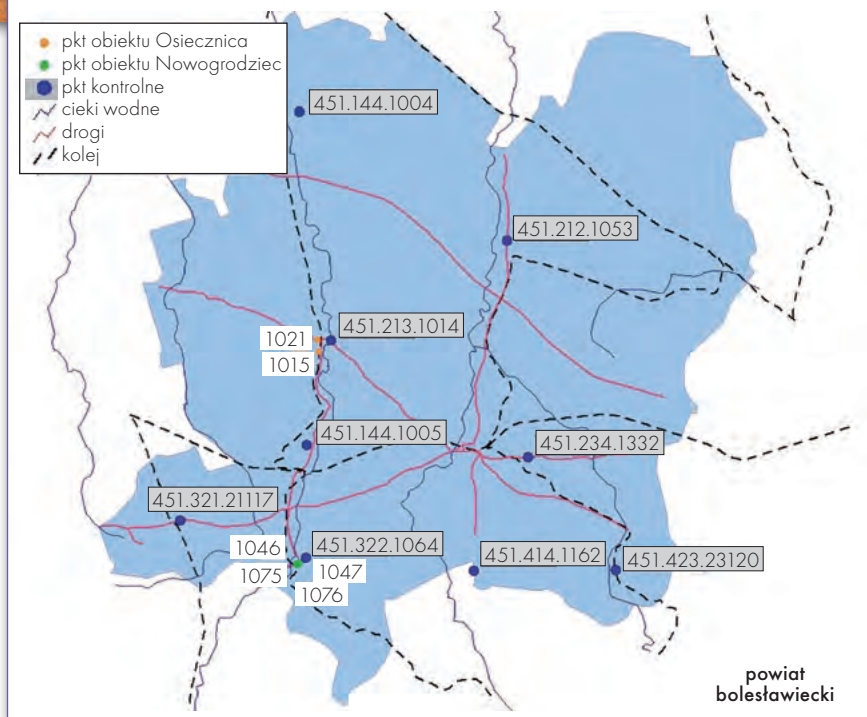 pkt obiektu Osiecznica
pkt obiektu Nowogrodziec
pkt kontrolne
cieki wodne
drogi
kolej
451.144.1004
451.212.1053
451.213.1014
1021
1015
451.144.1005
451.234.1332
451.321.21117
1046
451.322.1064
451.414.1162
451.423.23120
1075
1047
1076
powiat
bolesławiecki